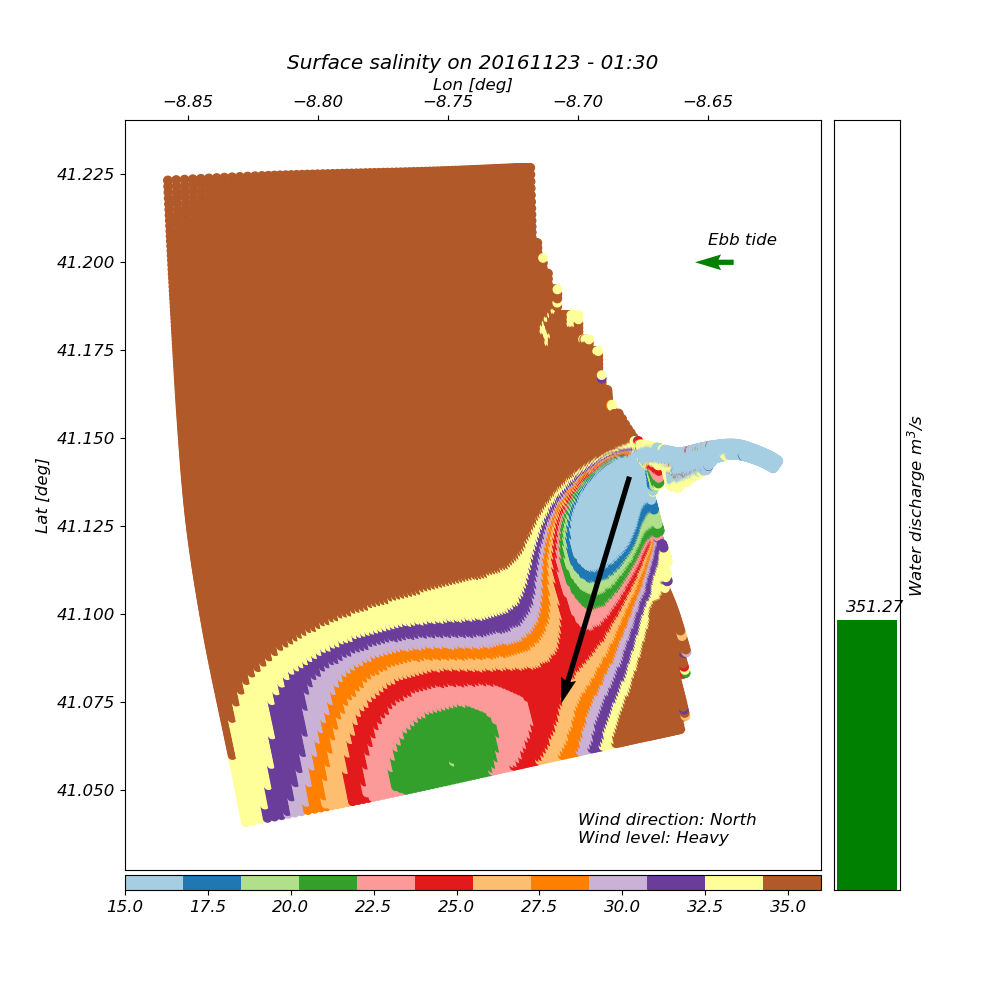 Surface salinity on 20161123 - 01:30
Lon [deg]
−8.85 −8.80 −8.75 −8.70 −8.65
41.225
41.200
41.175
41.150
41.125
41.100
41.075
41.050
Lat [deg]
Ebb tide
Wind direction: North
Wind level: Heavy
351.27
Water discharge m³/s
15.0 17.5 20.0 22.5 25.0 27.5 30.0 32.5 35.0